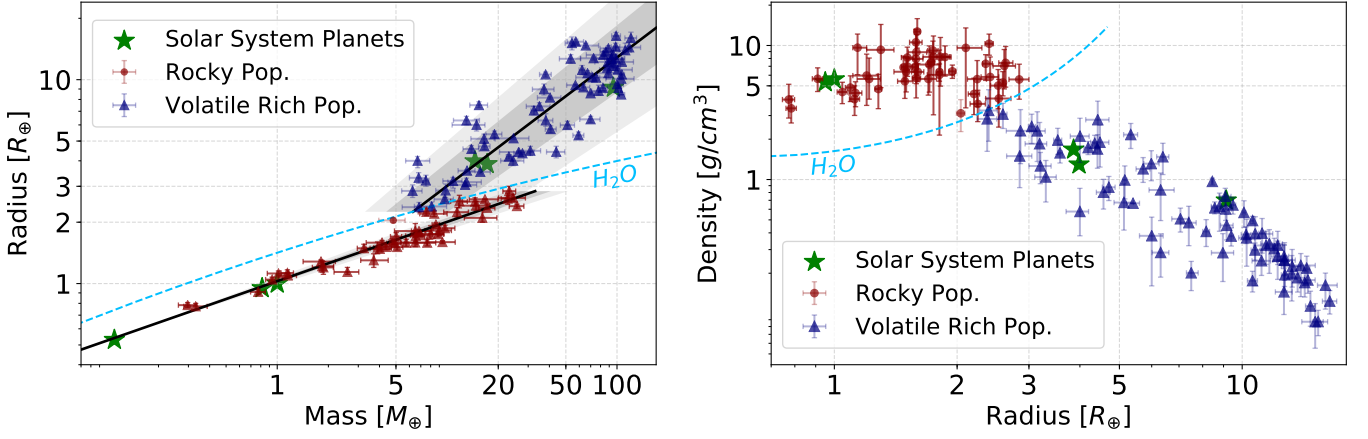 Solar System Planets
Rocky Pop.
Volatile Rich Pop.
H₂O
10
5
3
2
1
Radius [R⊕]
1 5 20 50 100
Mass [M⊕]
10
5
1
Density [g/cm³]
H₂O
Solar System Planets
Rocky Pop.
Volatile Rich Pop.
1 2 3 5 10
Radius [R⊕]